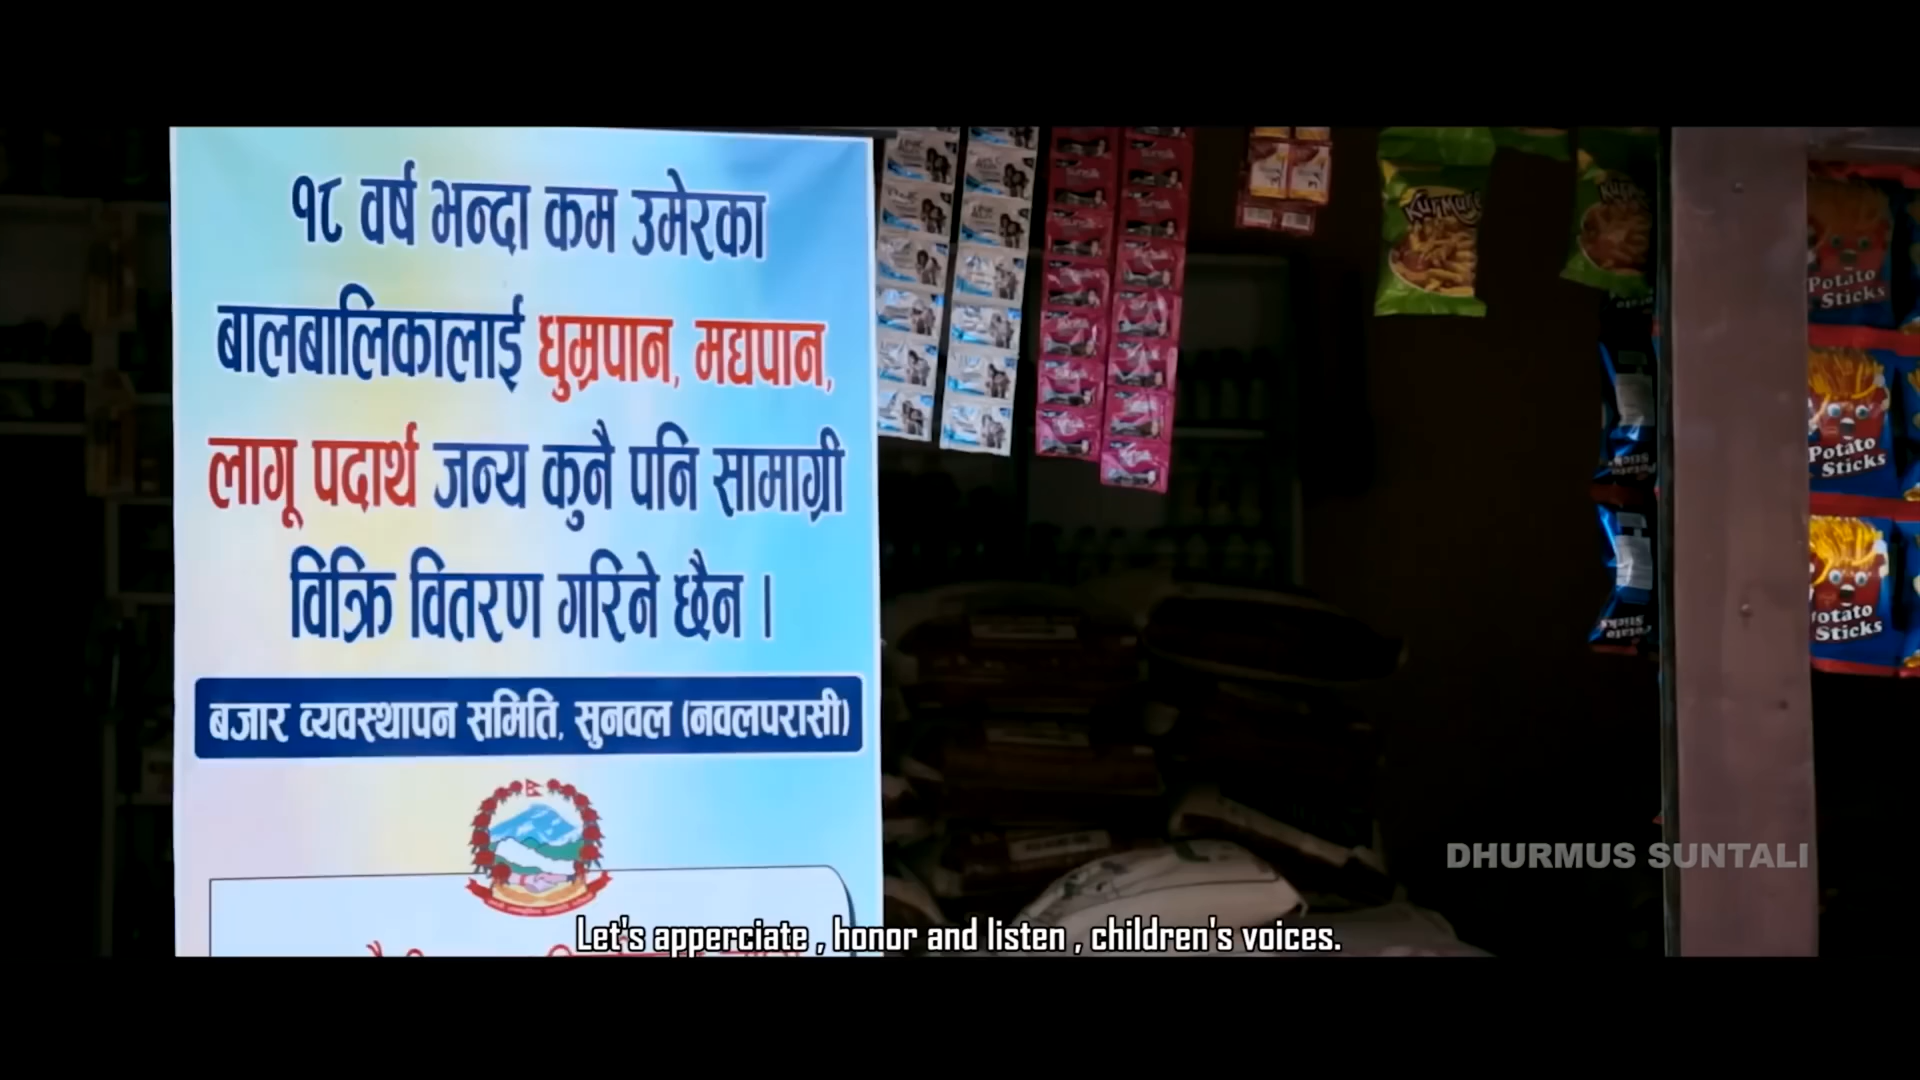 १८ वर्ष भन्दा कम उमेरका
बालबालिकालाई धुम्रपान, मद्यपान,
लागू पदार्थ जन्य कुनै पनि सामाग्री
विक्रि वितरण गरिने छैन ।
बजार व्यवस्थापन समिति, सुनवल (नवलपरासी)
KURMURE
Potato
Sticks
Potato
Sticks
Potato
Sticks
DHURMUS SUNTALI
Let's apperciate , honor and listen , children's voices.